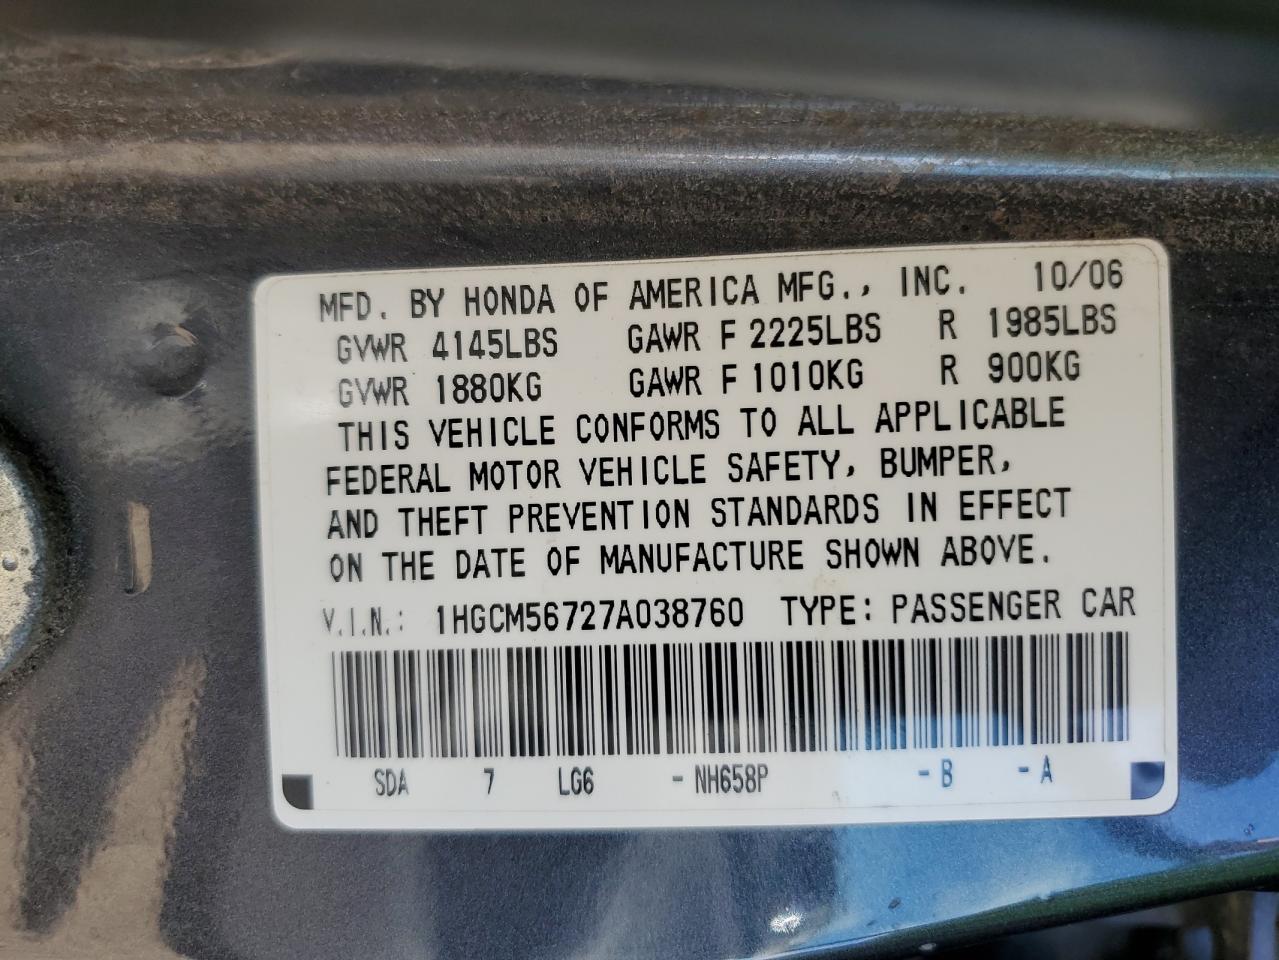 MFD. BY HONDA OF AMERICA MFG., INC. 10/06
GVWR 4145LBS GAWR F 2225LBS R 1985LBS
GVWR 1880KG GAWR F 1010KG R 900KG
THIS VEHICLE CONFORMS TO ALL APPLICABLE
FEDERAL MOTOR VEHICLE SAFETY, BUMPER,
AND THEFT PREVENTION STANDARDS IN EFFECT
ON THE DATE OF MANUFACTURE SHOWN ABOVE.
V.I.N.: 1HGCM56727A038760 TYPE: PASSENGER CAR
SDA 7 LG6 -NH658P -B -A